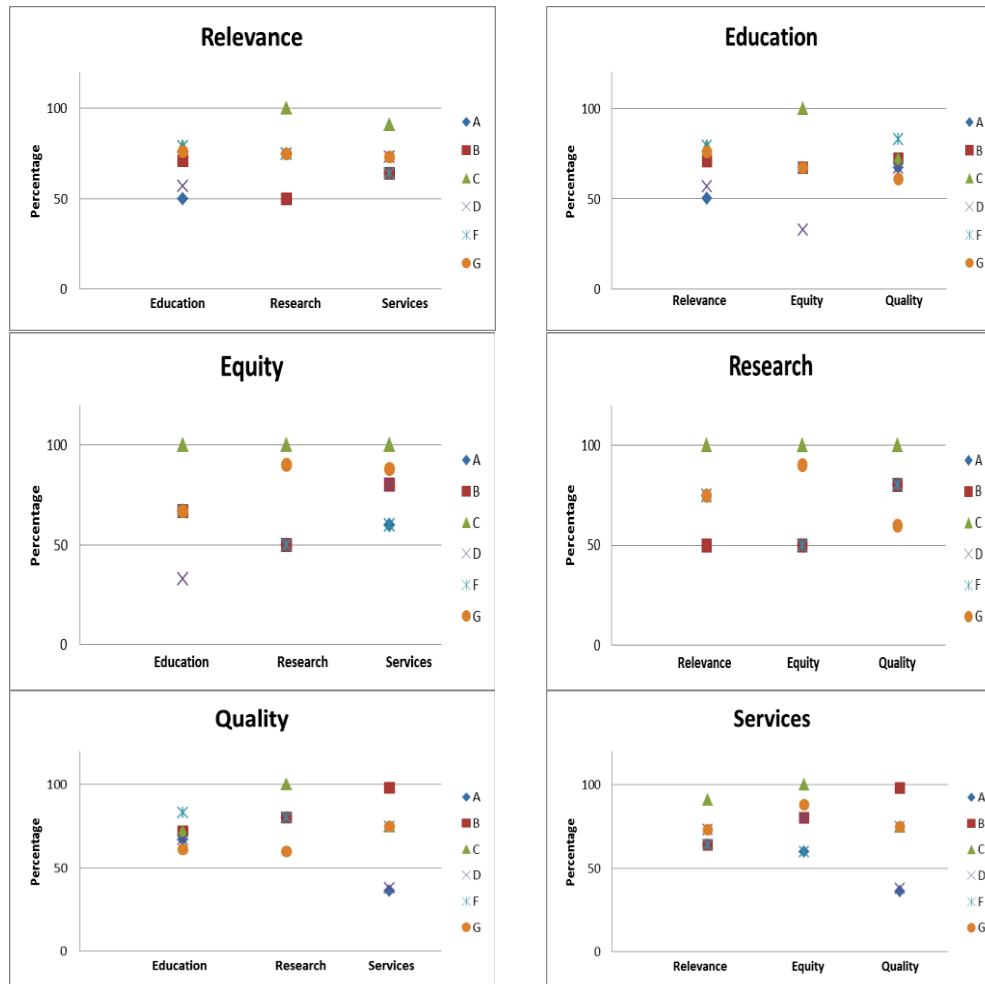 Relevance
Percentage
100
50
0
Education Research Services
A
B
C
D
F
G
Education
Percentage
100
50
0
Relevance Equity Quality
A
B
C
D
F
G
Equity
Percentage
100
50
0
Education Research Services
A
B
C
D
F
G
Research
Percentage
100
50
0
Relevance Equity Quality
A
B
C
D
F
G
Quality
Percentage
100
50
0
Education Research Services
A
B
C
D
F
G
Services
Percentage
100
50
0
Relevance Equity Quality
A
B
C
D
F
G